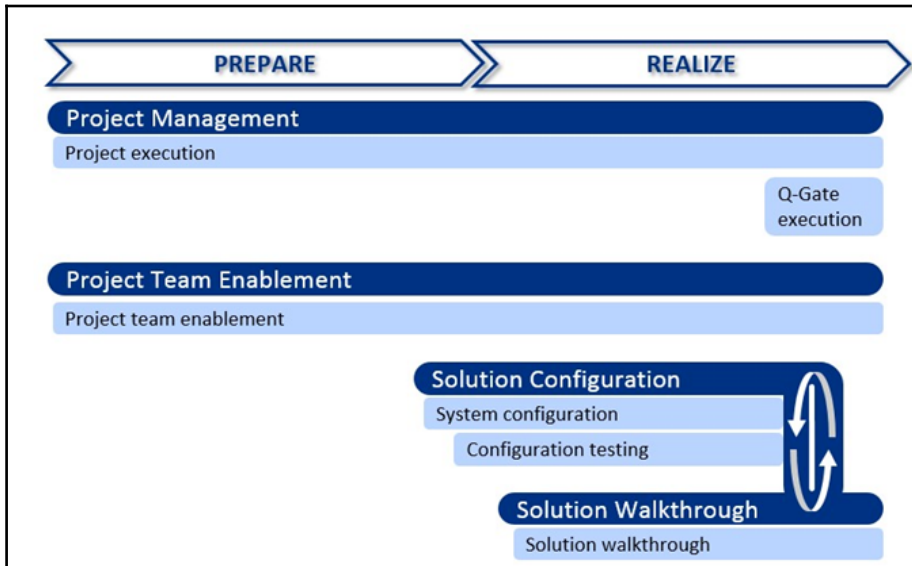 PREPARE
REALIZE
Project Management
Project execution
Q-Gate
execution
Project Team Enablement
Project team enablement
Solution Configuration
System configuration
Configuration testing
Solution Walkthrough
Solution walkthrough